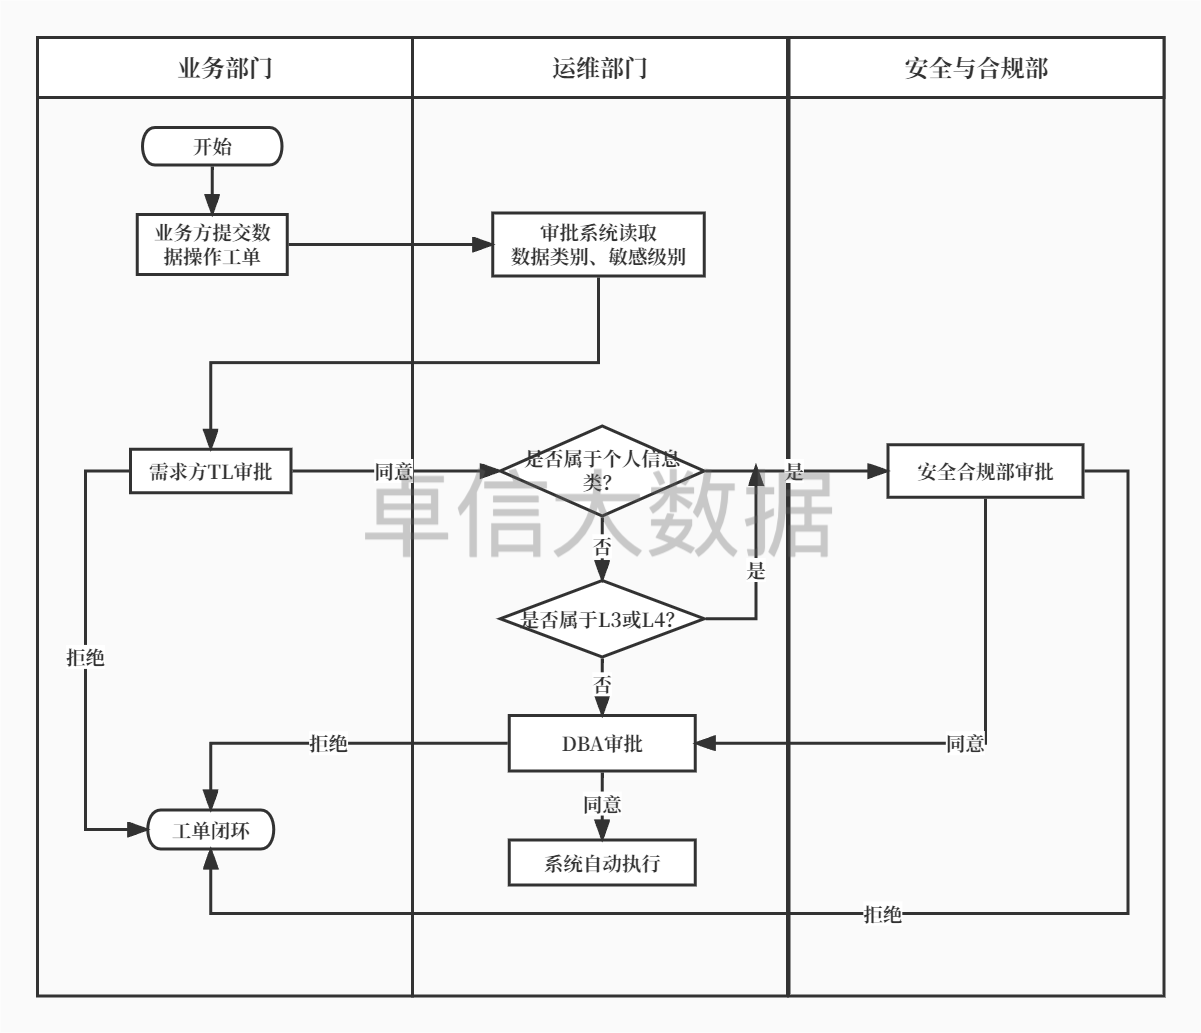 业务部门
运维部门
安全与合规部
开始
业务方提交数
据操作工单
审批系统读取
数据类别、敏感级别
需求方TL审批
同意
是否属于个人信息
类？
是
安全合规部审批
卓信大数据
否
是
是否属于L3或L4？
拒绝
否
拒绝
DBA审批
同意
同意
工单闭环
系统自动执行
拒绝